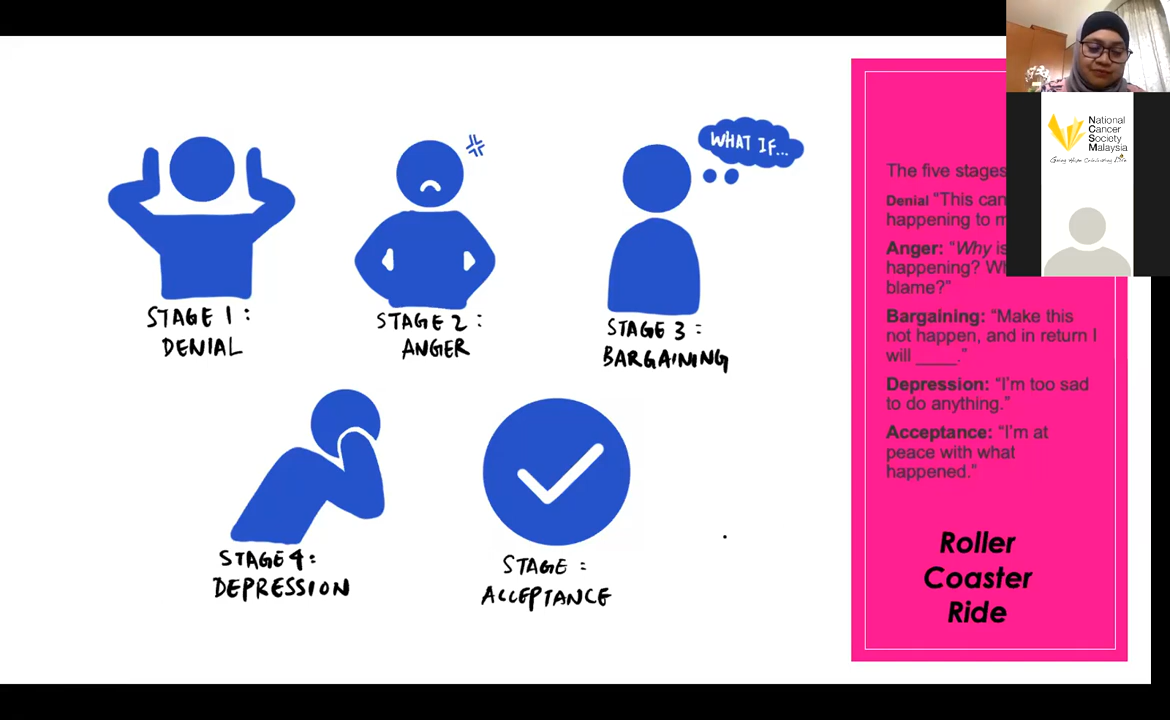 WHAT IF...
STAGE 1 :
DENIAL
STAGE 2 :
ANGER
STAGE 3 :
BARGAINING
STAGE 4 :
DEPRESSION
STAGE :
ACCEPTANCE
The five stages
Denial “This can
happening to
Anger: “Why is
happening?
blame?”
Bargaining: “Make this
not happen, and in return I
will ____.”
Depression: “I’m too sad
to do anything.”
Acceptance: “I’m at
peace with what
happened.”
Roller
Coaster
Ride
National
Cancer
Society
Malaysia